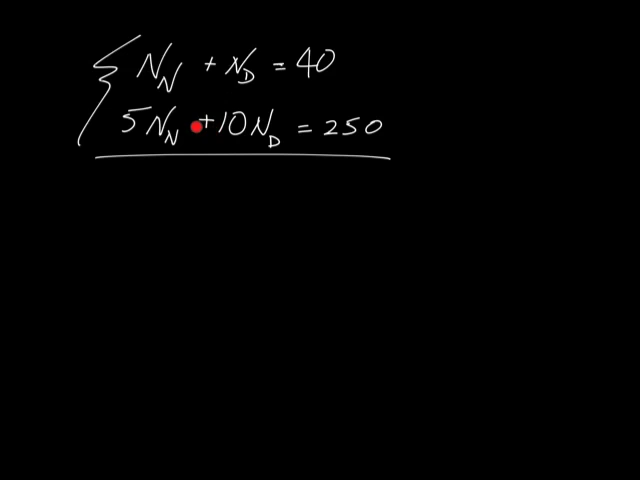 N_N + N_D = 40
5N_N + 10N_D = 250